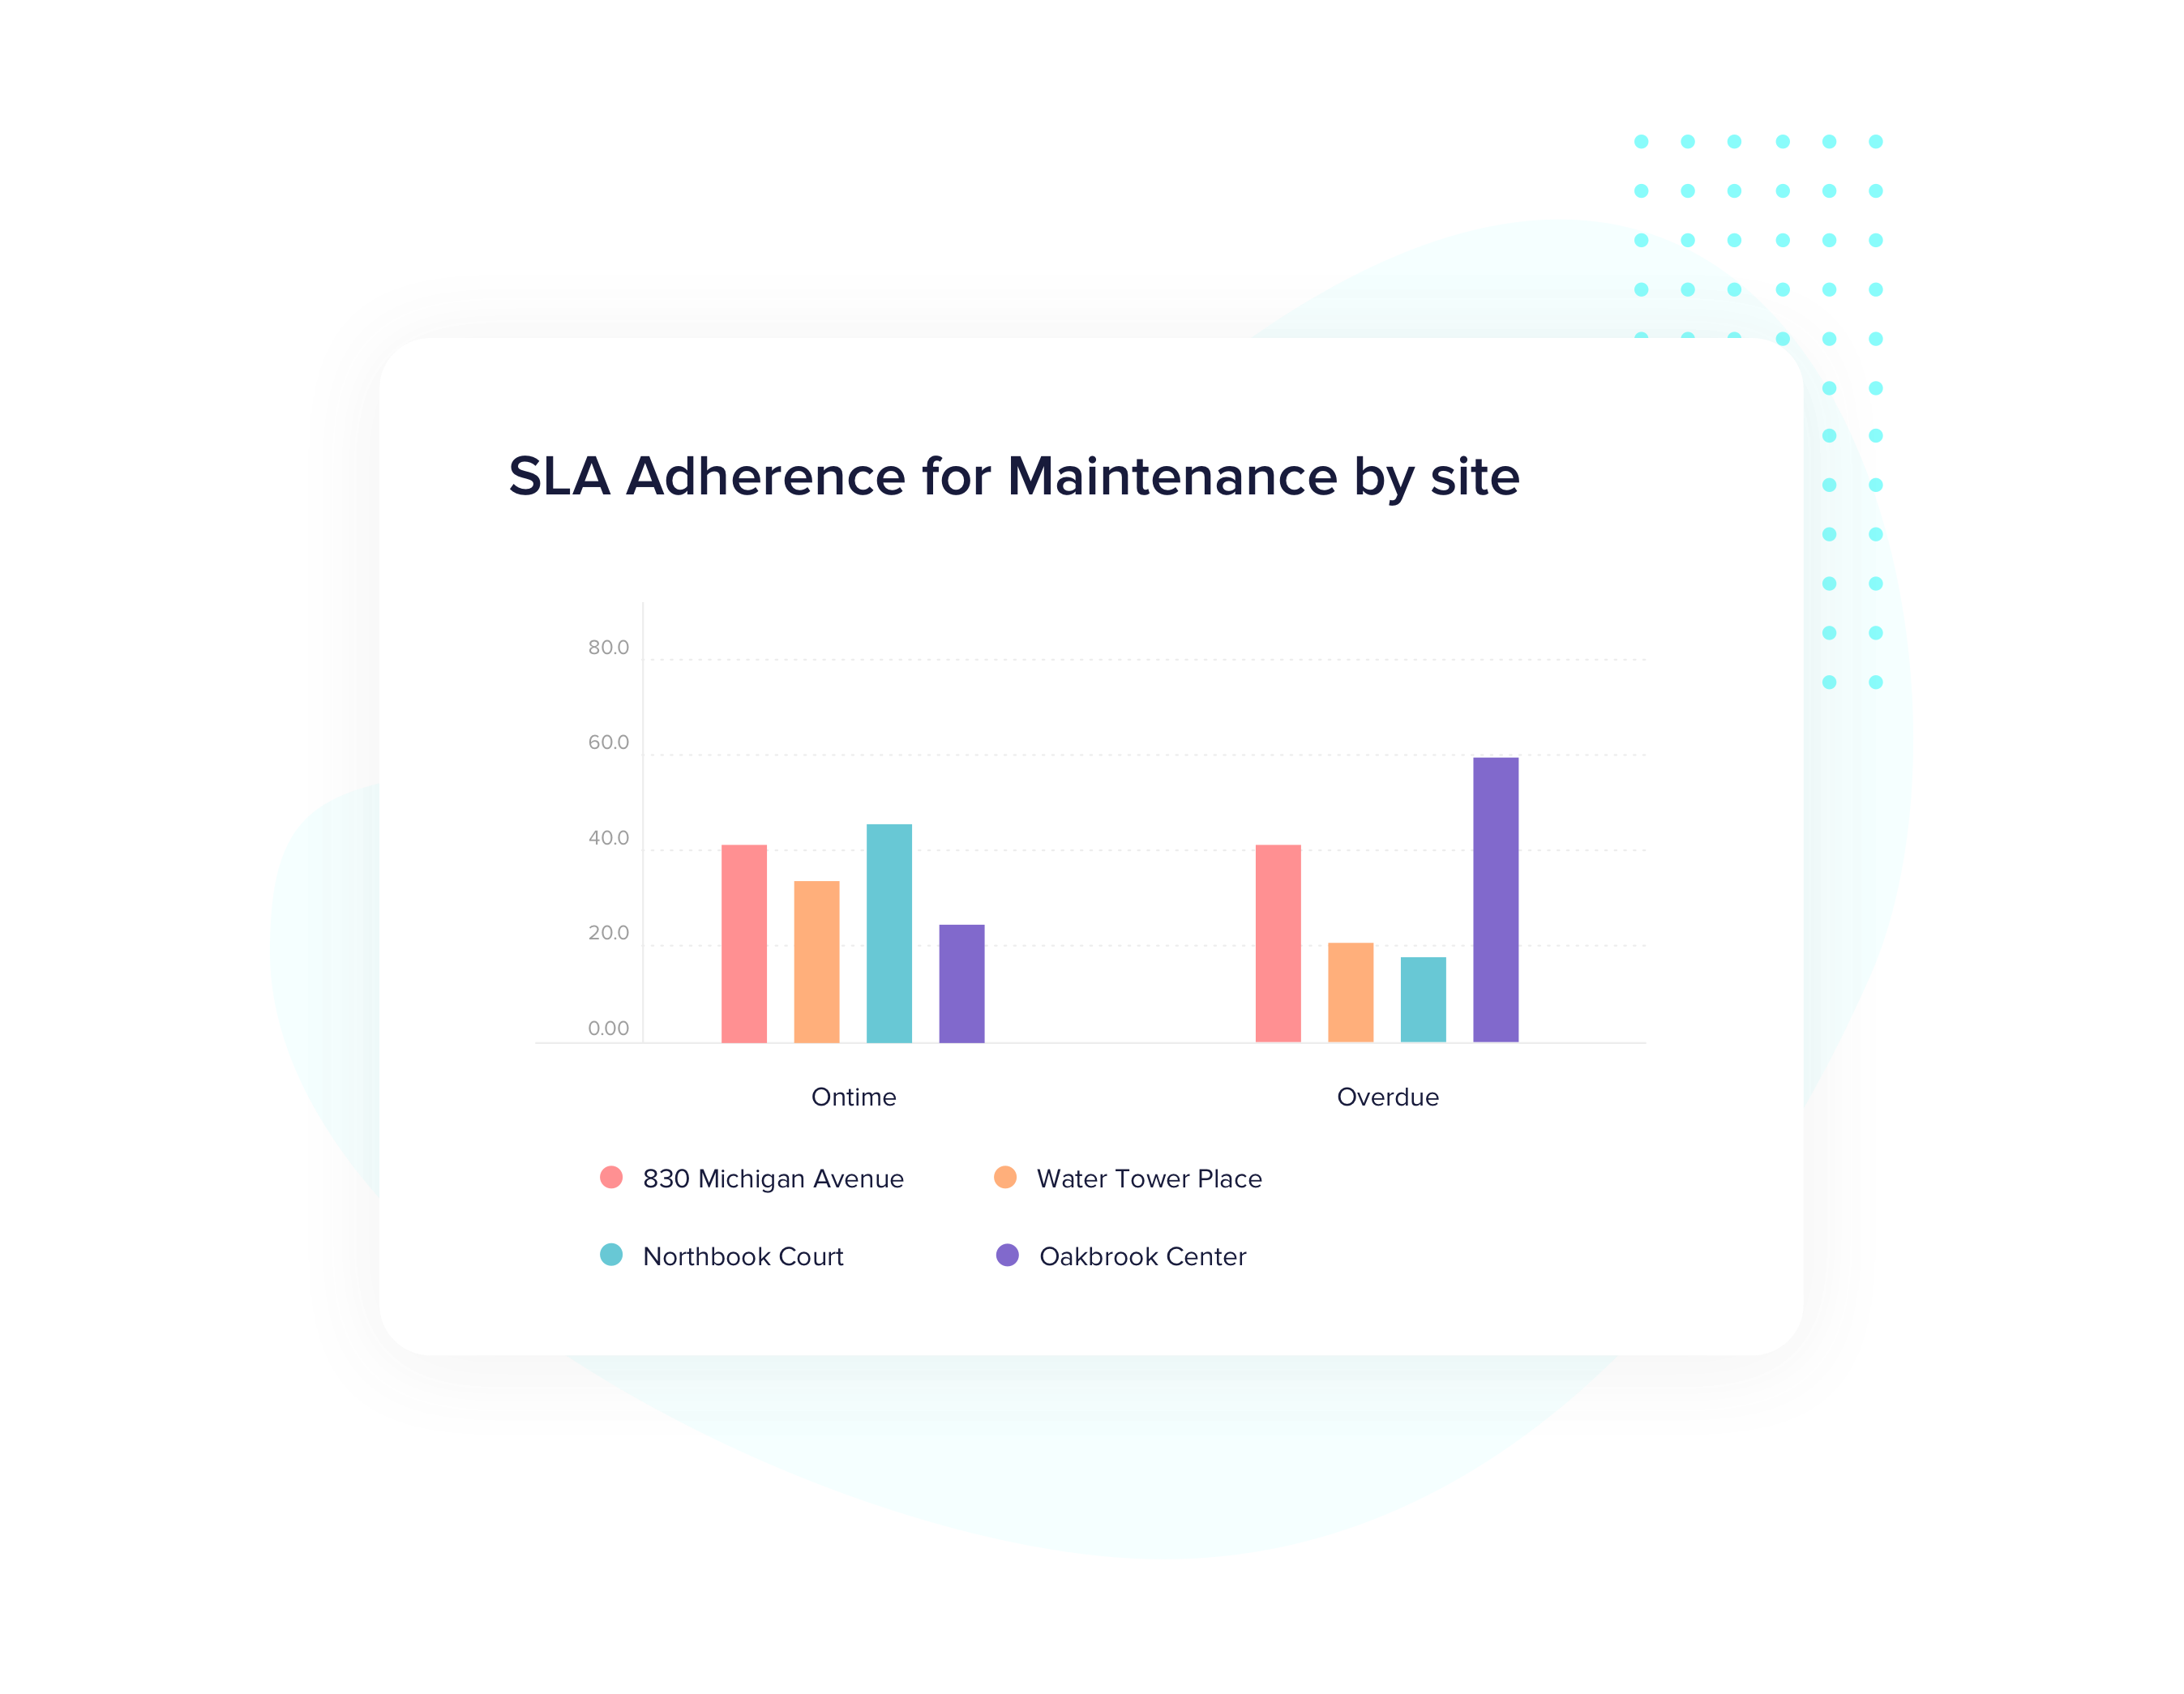 SLA Adherence for Maintenance by site
80.0
60.0
40.0
20.0
0.00
Ontime Overdue
830 Michigan Avenue Water Tower Place
Northbook Court Oakbrook Center